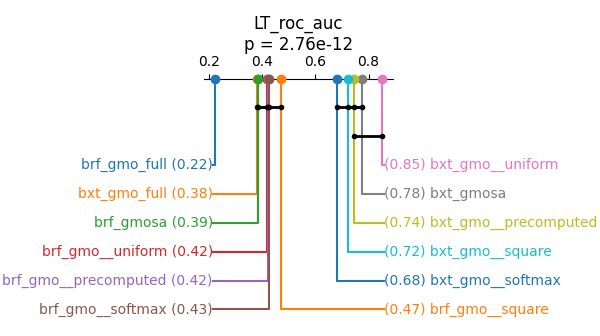 LT_roc_auc
p = 2.76e-12
0.2 0.4 0.6 0.8
brf_gmo_full (0.22)
(0.85) bxt_gmo__uniform
bxt_gmo_full (0.38)
(0.78) bxt_gmosa
brf_gmosa (0.39)
(0.74) bxt_gmo__precomputed
brf_gmo__uniform (0.42)
(0.72) bxt_gmo__square
brf_gmo__precomputed (0.42)
(0.68) bxt_gmo__softmax
brf_gmo__softmax (0.43)
(0.47) brf_gmo__square